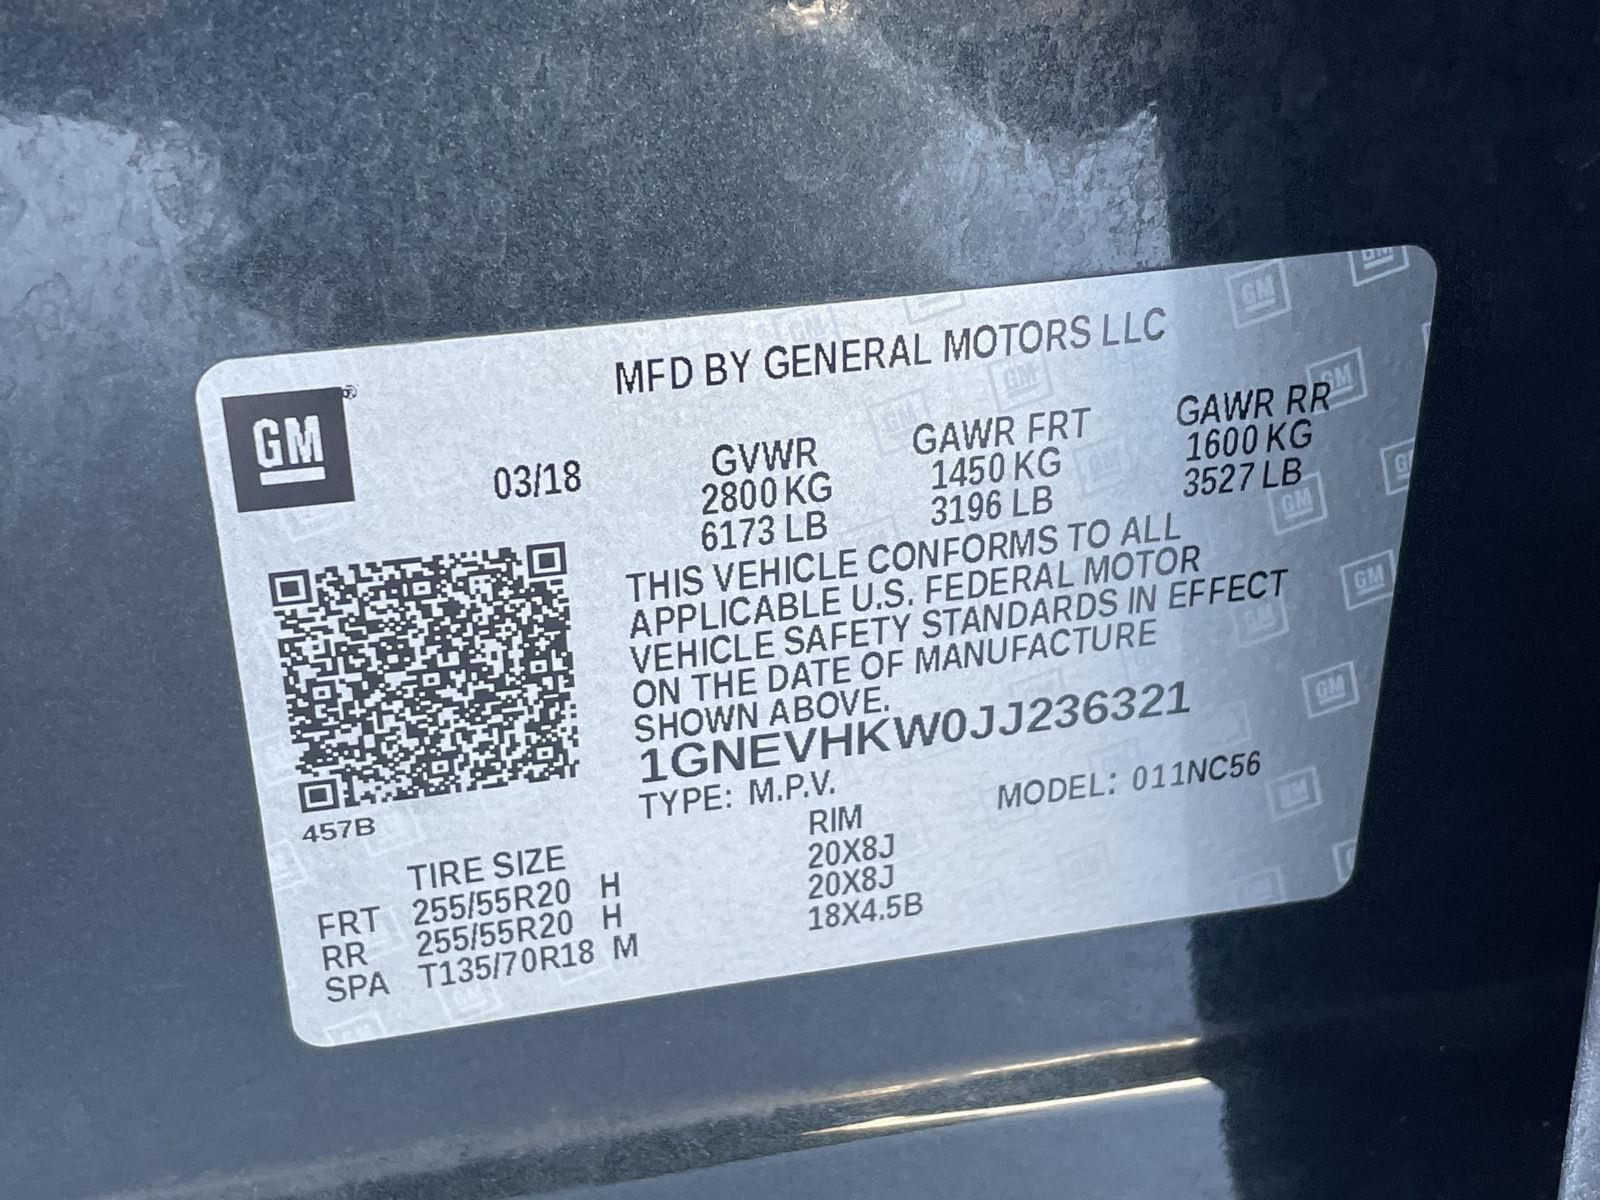 MFD BY GENERAL MOTORS LLC
GM®
03/18
GVWR GAWR FRT GAWR RR
2800 KG 1450 KG 1600 KG
6173 LB 3196 LB 3527 LB
THIS VEHICLE CONFORMS TO ALL
APPLICABLE U.S. FEDERAL MOTOR
VEHICLE SAFETY STANDARDS IN EFFECT
ON THE DATE OF MANUFACTURE
SHOWN ABOVE.
1GNEVHKW0JJ236321
TYPE: M.P.V. MODEL: 011NC56
457B
TIRE SIZE RIM
FRT 255/55R20 H 20X8J
RR 255/55R20 H 20X8J
SPA T135/70R18 M 18X4.5B